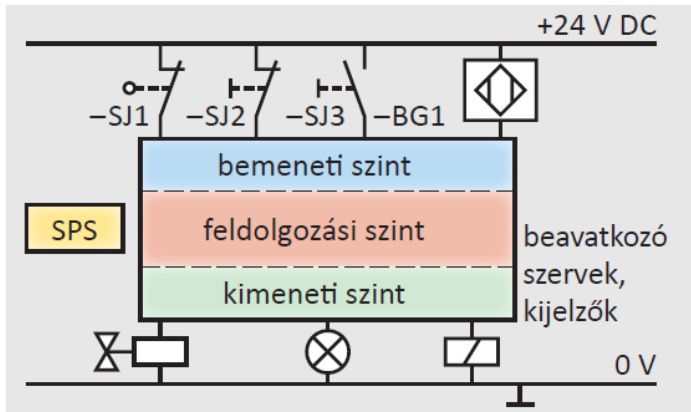 +24 V DC
–SJ1
–SJ2
–SJ3
–BG1
bemeneti szint
SPS
feldolgozási szint
beavatkozó
szervek,
kijelzők
kimeneti szint
0 V